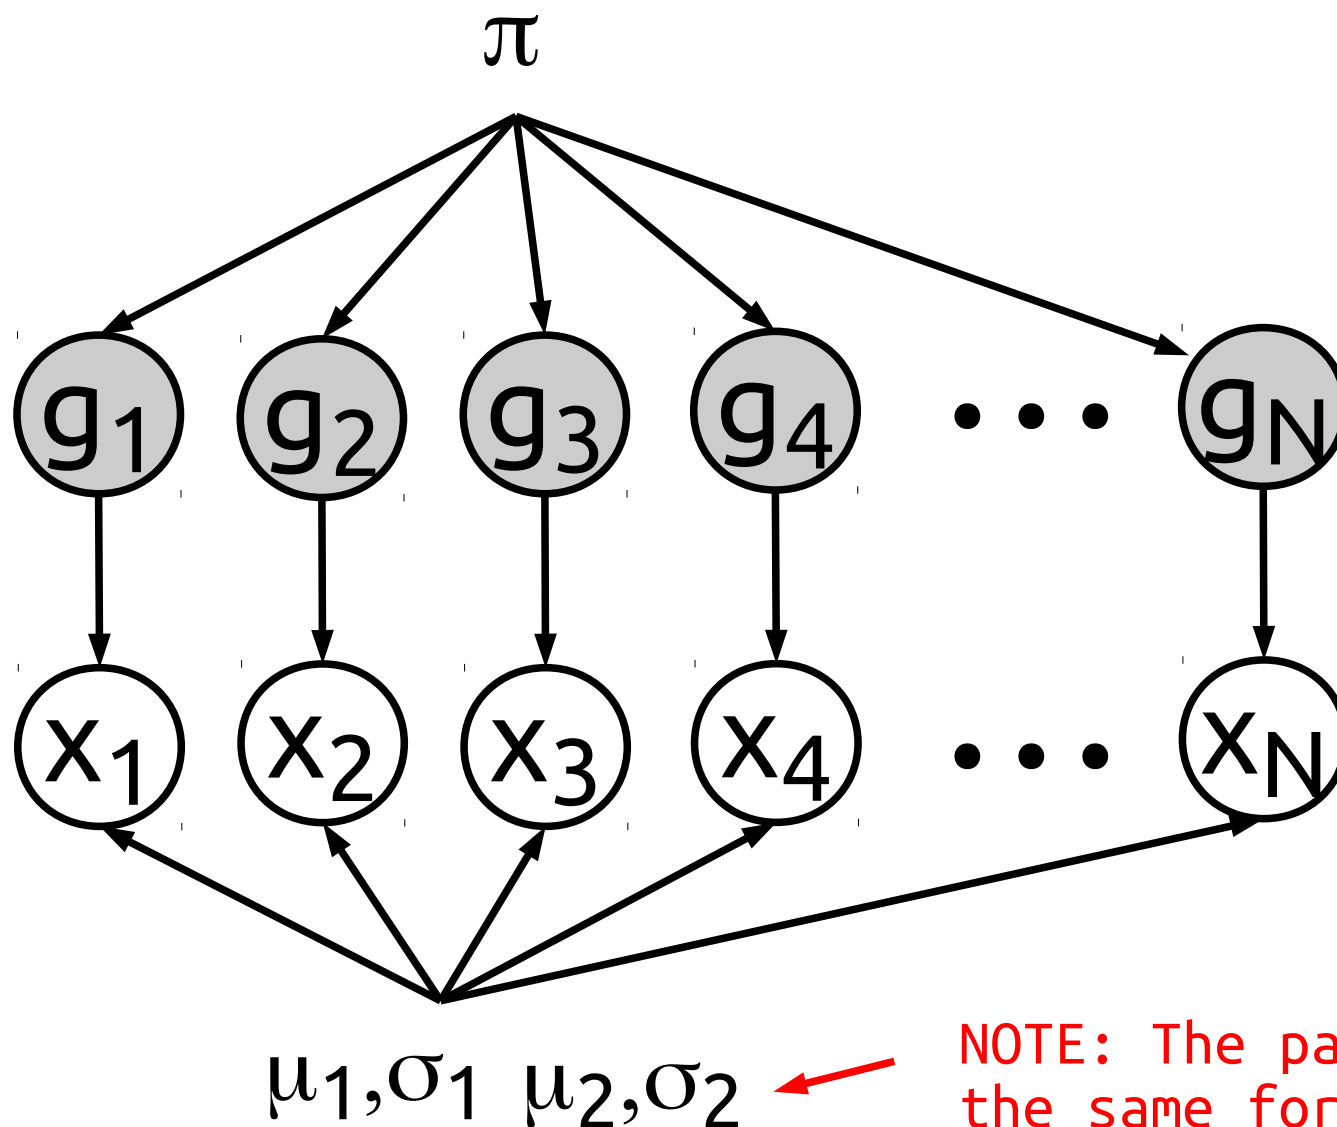 π
g1 g2 g3 g4 ... gN
x1 x2 x3 x4 ... xN
μ1,σ1 μ2,σ2
NOTE: The pa
the same for